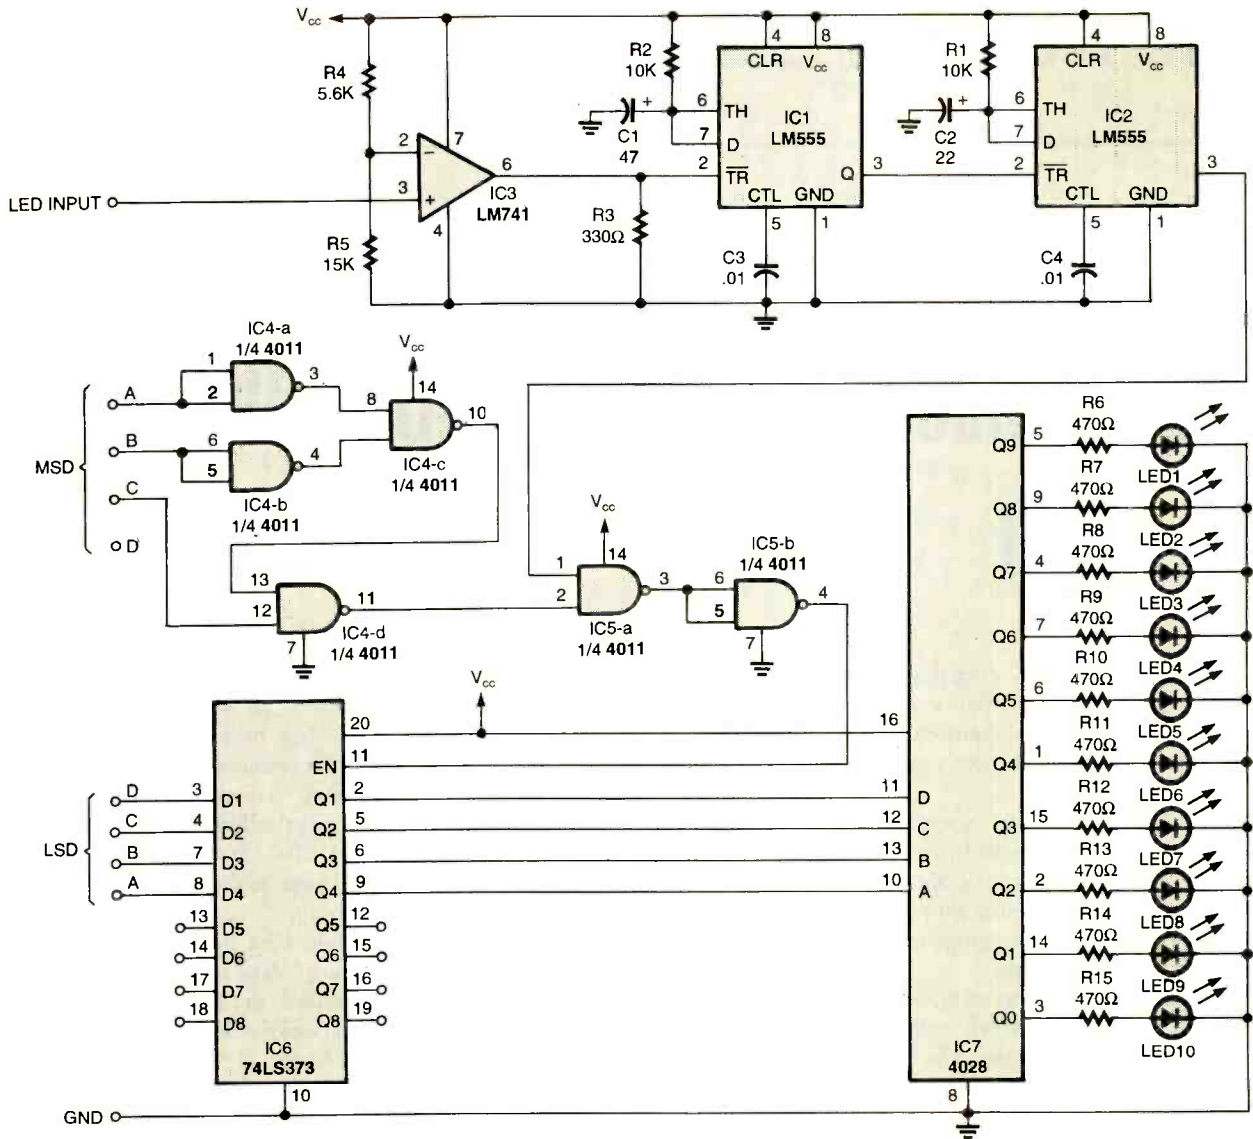 Vcc
R4
5.6K
R2
10K
4
8
CLR Vcc
R1
10K
4
8
CLR Vcc
C1
47
+
6
7
2
TH
D
TR
IC1
LM555
Q
3
CTL GND
5
1
C2
22
+
6
7
2
TH
D
TR
IC2
LM555
3
CTL GND
5
1
2
−
7
6
3
+
4
IC3
LM741
LED INPUT
R5
15K
R3
330Ω
C3
.01
C4
.01
IC4-a
1/4 4011
1
2
3
A
B
MSD
C
D
6
5
4
IC4-b
1/4 4011
Vcc
14
8
10
IC4-c
1/4 4011
13
12
11
7
IC4-d
1/4 4011
Vcc
14
1
2
3
IC5-a
1/4 4011
IC5-b
1/4 4011
6
5
4
7
Vcc
20
EN 11
LSD
D 3 D1
C 4 D2
B 7 D3
A 8 D4
13 D5
14 D6
17 D7
18 D8
Q1 2
Q2 5
Q3 6
Q4 9
Q5 12
Q6 15
Q7 16
Q8 19
IC6
74LS373
10
GND
16
11 D
12 C
13 B
10 A
Q9 5
Q8 9
Q7 4
Q6 7
Q5 6
Q4 1
Q3 15
Q2 2
Q1 14
Q0 3
IC7
4028
8
R6
470Ω
LED1
R7
470Ω
LED2
R8
470Ω
LED3
R9
470Ω
LED4
R10
470Ω
LED5
R11
470Ω
LED6
R12
470Ω
LED7
R13
470Ω
LED8
R14
470Ω
LED9
R15
470Ω
LED10